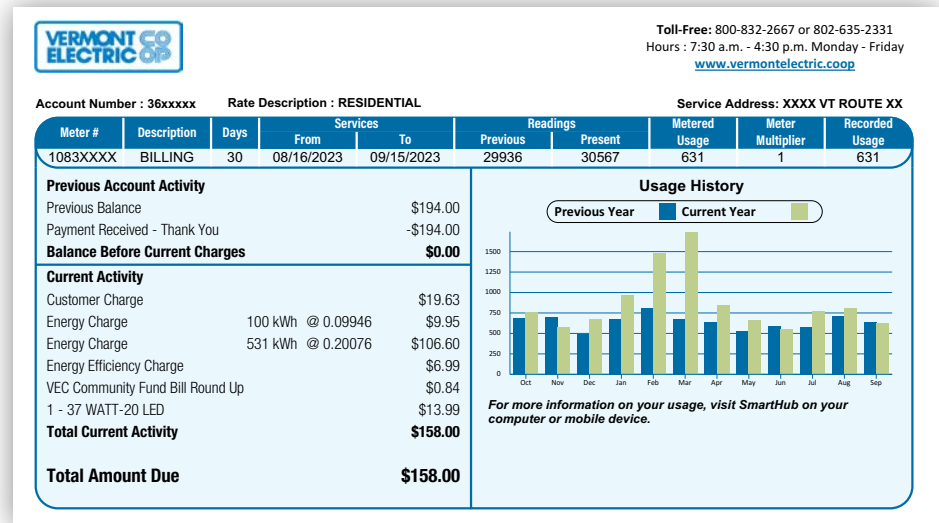 VERMONT CO
ELECTRIC OP
Toll-Free: 800-832-2667 or 802-635-2331
Hours : 7:30 a.m. - 4:30 p.m. Monday - Friday
www.vermontelectric.coop
Account Number : 36xxxxx Rate Description : RESIDENTIAL Service Address: XXXX VT ROUTE XX
Meter # Description Days Services Readings Metered Usage Meter Multiplier Recorded Usage
From To Previous Present
1083XXXX BILLING 30 08/16/2023 09/15/2023 29936 30567 631 1 631
Previous Account Activity
Previous Balance $194.00
Payment Received - Thank You -$194.00
Balance Before Current Charges $0.00
Current Activity
Customer Charge $19.63
Energy Charge 100 kWh @ 0.09946 $9.95
Energy Charge 531 kWh @ 0.20076 $106.60
Energy Efficiency Charge $6.99
VEC Community Fund Bill Round Up $0.84
1 - 37 WATT-20 LED $13.99
Total Current Activity $158.00
Total Amount Due $158.00
Usage History
Previous Year Current Year
1500
1000
750
500
250
0
Oct Nov Dec Jan Feb Mar Apr May Jun Jul Aug Sep
For more information on your usage, visit SmartHub on your
computer or mobile device.